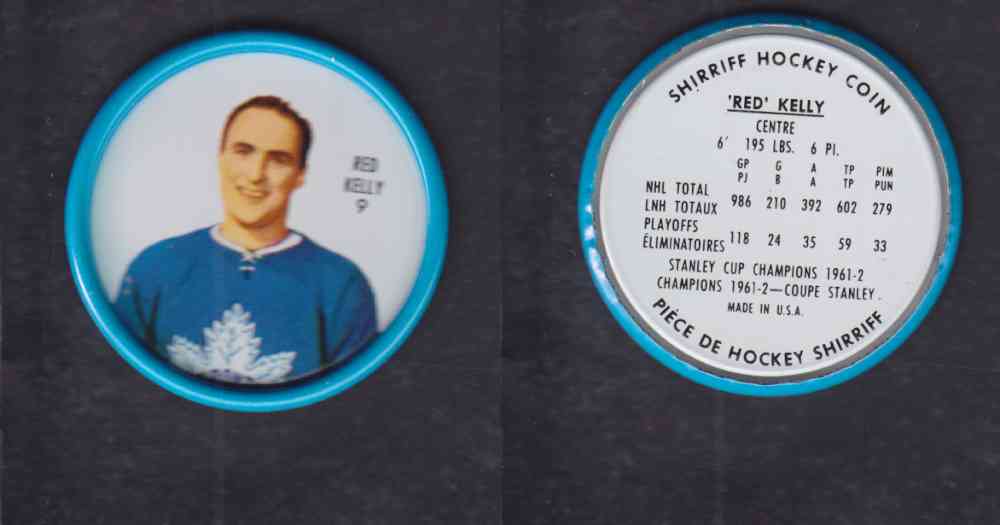 RED
KELLY
9
SHIRRIFF HOCKEY COIN
'RED' KELLY
CENTRE
6' 195 LBS. 6 PI.
GP G A TP PIM
PJ B A TP PUN
NHL TOTAL
LNH TOTAUX 986 210 392 602 279
PLAYOFFS
ÉLIMINATOIRES 118 24 35 59 33
STANLEY CUP CHAMPIONS 1961-2
CHAMPIONS 1961-2—COUPE STANLEY.
MADE IN U.S.A.
PIÉCE DE HOCKEY SHIRRIFF